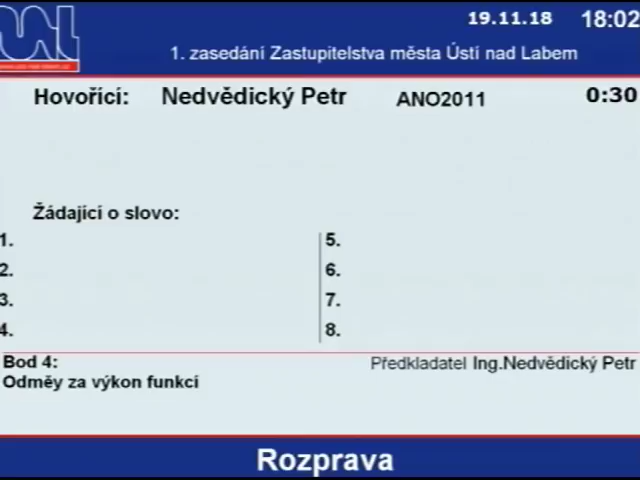 19.11.18 18:02
1. zasedání Zastupitelstva města Ústí nad Labem
Hovořící: Nedvědický Petr ANO2011 0:30
Žádající o slovo:
1. 5.
2. 6.
3. 7.
4. 8.
Bod 4: Předkladatel Ing.Nedvědický Petr
Odměy za výkon funkcí
Rozprava